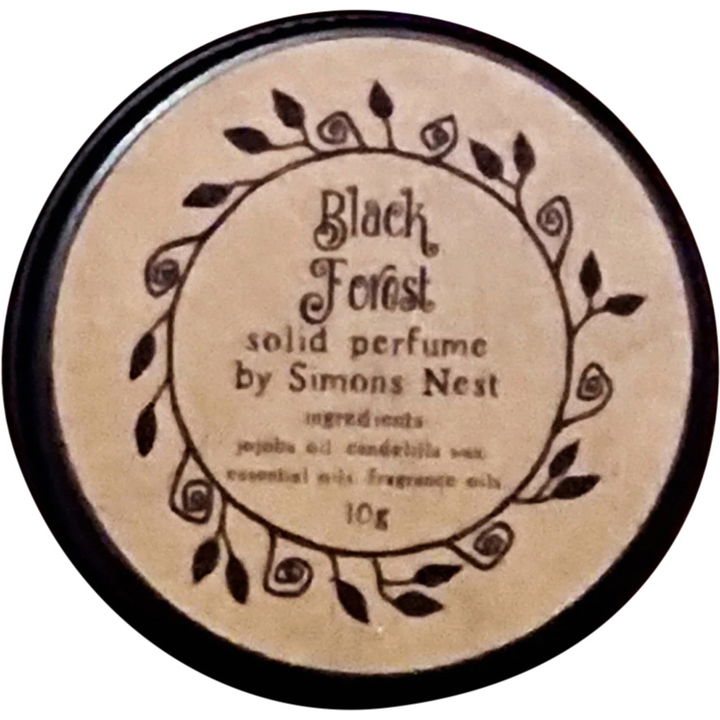 Black
Forest
solid perfume
by Simons Nest
ingredients
jojoba oil candelilla wax
essential oils fragrance oils
10g